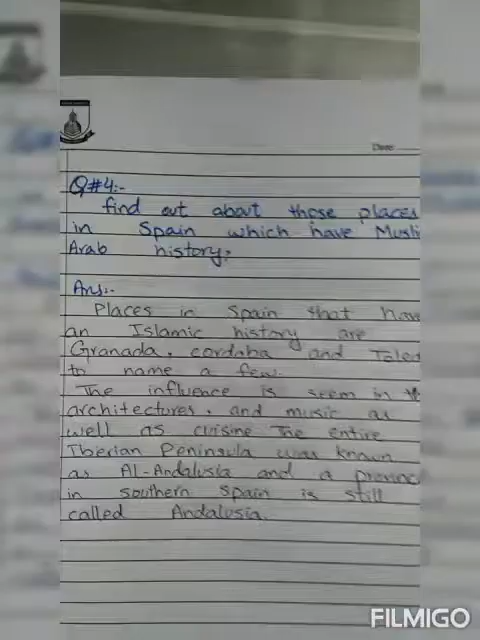 Date
Q#4:-
find out about those places
in Spain which have Musli
Arab history?
Ans:-
Places in Spain that have
an Islamic history are
Granada, cordaba and Toled
to name a few.
The influence is seem in th
architectures. and music as
well as cuisine The entire
Iberian Peninsula was known
as Al-Andalusia and a provinc
in southern Spain is still
called Andalusia.
FILMIGO